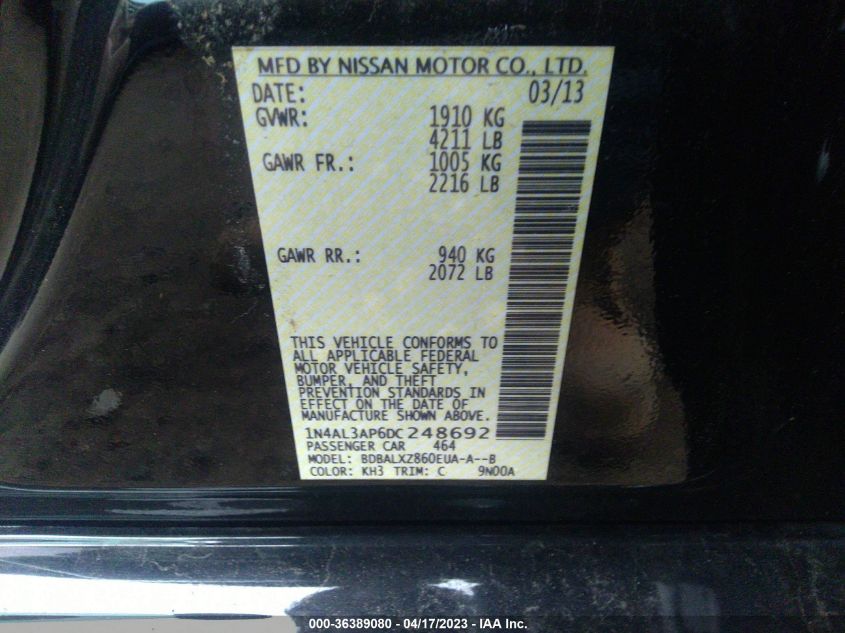 MFD BY NISSAN MOTOR CO., LTD.
DATE: 03/13
GVWR: 1910 KG
4211 LB
GAWR FR.: 1005 KG
2216 LB
GAWR RR.: 940 KG
2072 LB
THIS VEHICLE CONFORMS TO
ALL APPLICABLE FEDERAL
MOTOR VEHICLE SAFETY,
BUMPER, AND THEFT
PREVENTION STANDARDS IN
EFFECT ON THE DATE OF
MANUFACTURE SHOWN ABOVE.
1N4AL3AP6DC248692
PASSENGER CAR 464
MODEL: BDBALXZ860EUA-A--B
COLOR: KH3 TRIM: C 9N00A
000-36389080 - 04/17/2023 - IAA Inc.